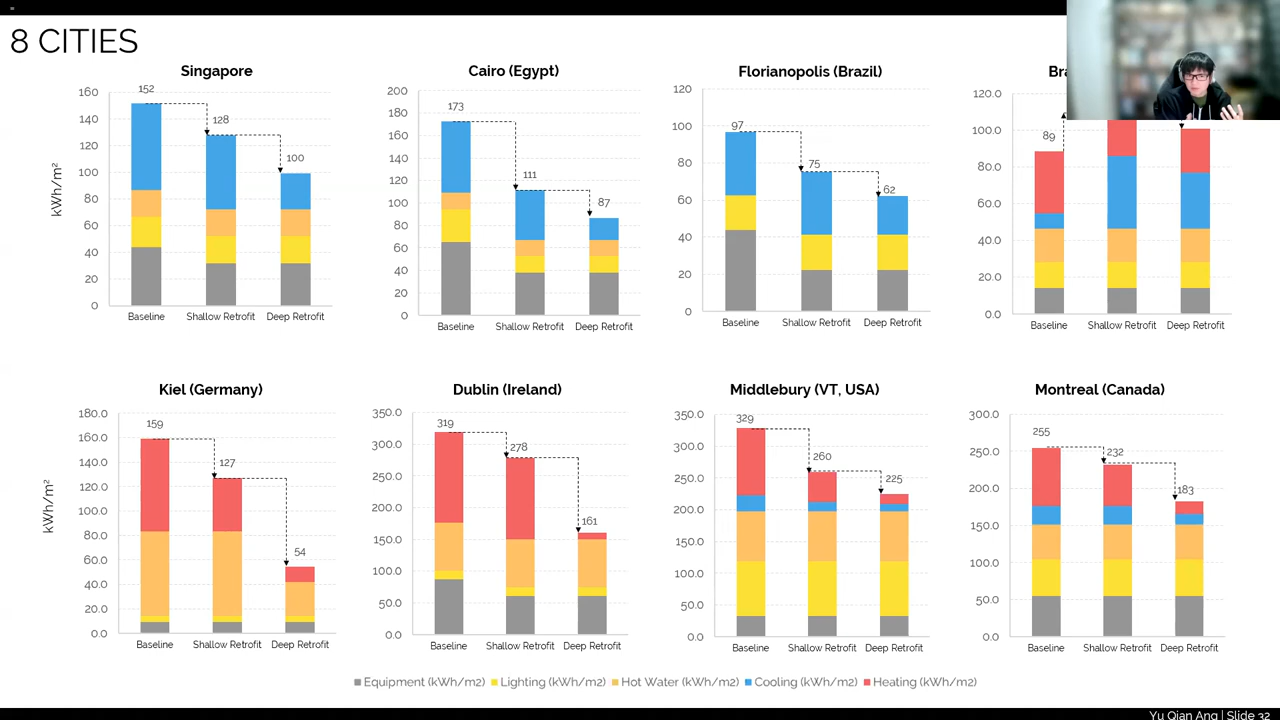 8 CITIES
Singapore
kWh/m²
160
140
120
100
80
60
40
20
0
152
128
100
Baseline
Shallow Retrofit
Deep Retrofit
Cairo (Egypt)
200
180
160
140
120
100
80
60
40
20
0
173
111
87
Baseline
Shallow Retrofit
Deep Retrofit
Florianopolis (Brazil)
120
100
80
60
40
20
0
97
75
62
Baseline
Shallow Retrofit
Deep Retrofit
120.0
100.0
80.0
60.0
40.0
20.0
0.0
89
Baseline
Shallow Retrofit
Deep Retrofit
Kiel (Germany)
kWh/m²
180.0
160.0
140.0
120.0
100.0
80.0
60.0
40.0
20.0
0.0
159
127
54
Baseline
Shallow Retrofit
Deep Retrofit
Dublin (Ireland)
350.0
300.0
250.0
200.0
150.0
100.0
50.0
0.0
319
278
161
Baseline
Shallow Retrofit
Deep Retrofit
Middlebury (VT, USA)
350.0
300.0
250.0
200.0
150.0
100.0
50.0
0.0
329
260
225
Baseline
Shallow Retrofit
Deep Retrofit
Montreal (Canada)
300.0
250.0
200.0
150.0
100.0
50.0
0.0
255
232
183
Baseline
Shallow Retrofit
Deep Retrofit
Equipment (kWh/m2) Lighting (kWh/m2) Hot Water (kWh/m2) Cooling (kWh/m2) Heating (kWh/m2)
Yu Qian Ang | Slide 32